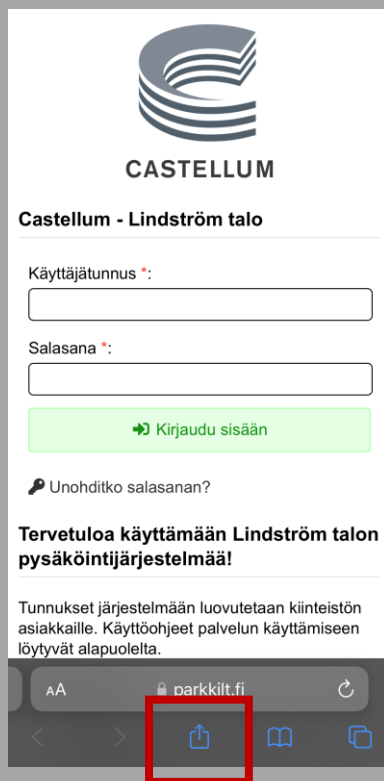 CASTELLUM
Castellum - Lindström talo
Käyttäjätunnus *:
Salasana *:
Kirjaudu sisään
Unohditko salasanan?
Tervetuloa käyttämään Lindström talon
pysäköintijärjestelmää!
Tunnukset järjestelmään luovutetaan kiinteistön
asiakkaille. Käyttöohjeet palvelun käyttämiseen
löytyvät alapuolelta.
AA parkkilt.fi